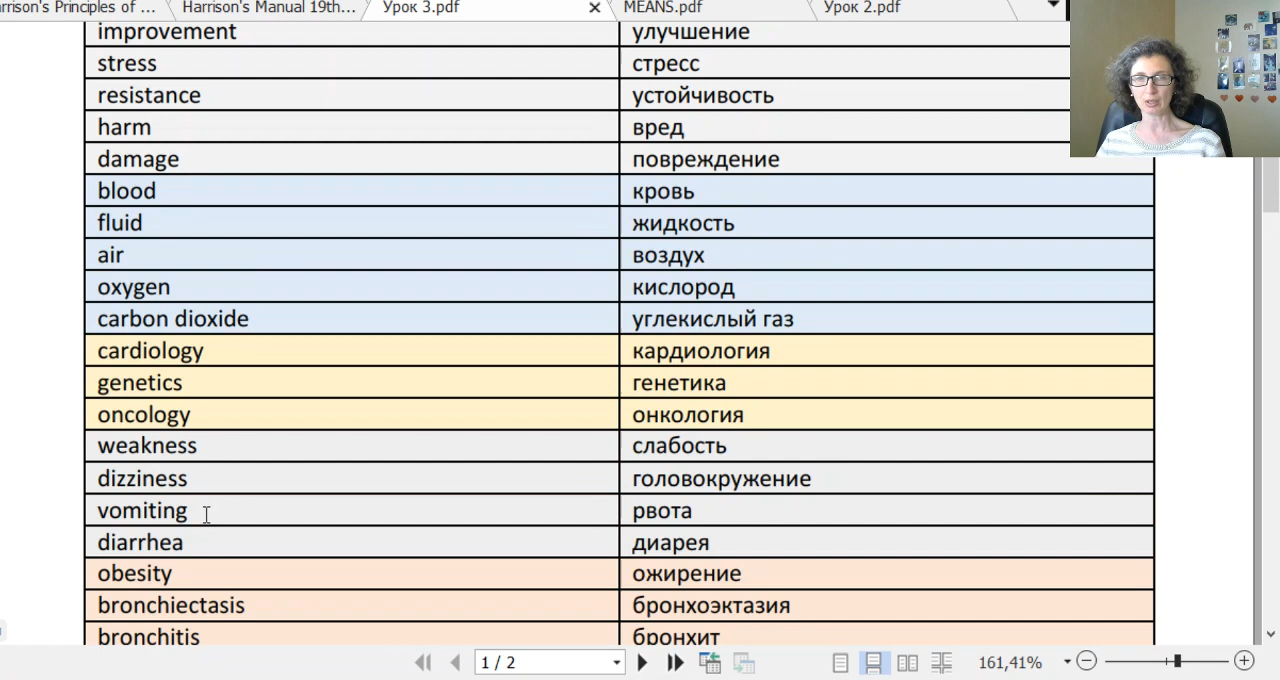 rrison's Principles of ... Harrison's Manual 19th... Урок 3.pdf MEANS.pdf Урок 2.pdf
improvement улучшение
stress стресс
resistance устойчивость
harm вред
damage повреждение
blood кровь
fluid жидкость
air воздух
oxygen кислород
carbon dioxide углекислый газ
cardiology кардиология
genetics генетика
oncology онкология
weakness слабость
dizziness головокружение
vomiting рвота
diarrhea диарея
obesity ожирение
bronchiectasis бронхоэктазия
bronchitis бронхит
1 / 2 161,41%